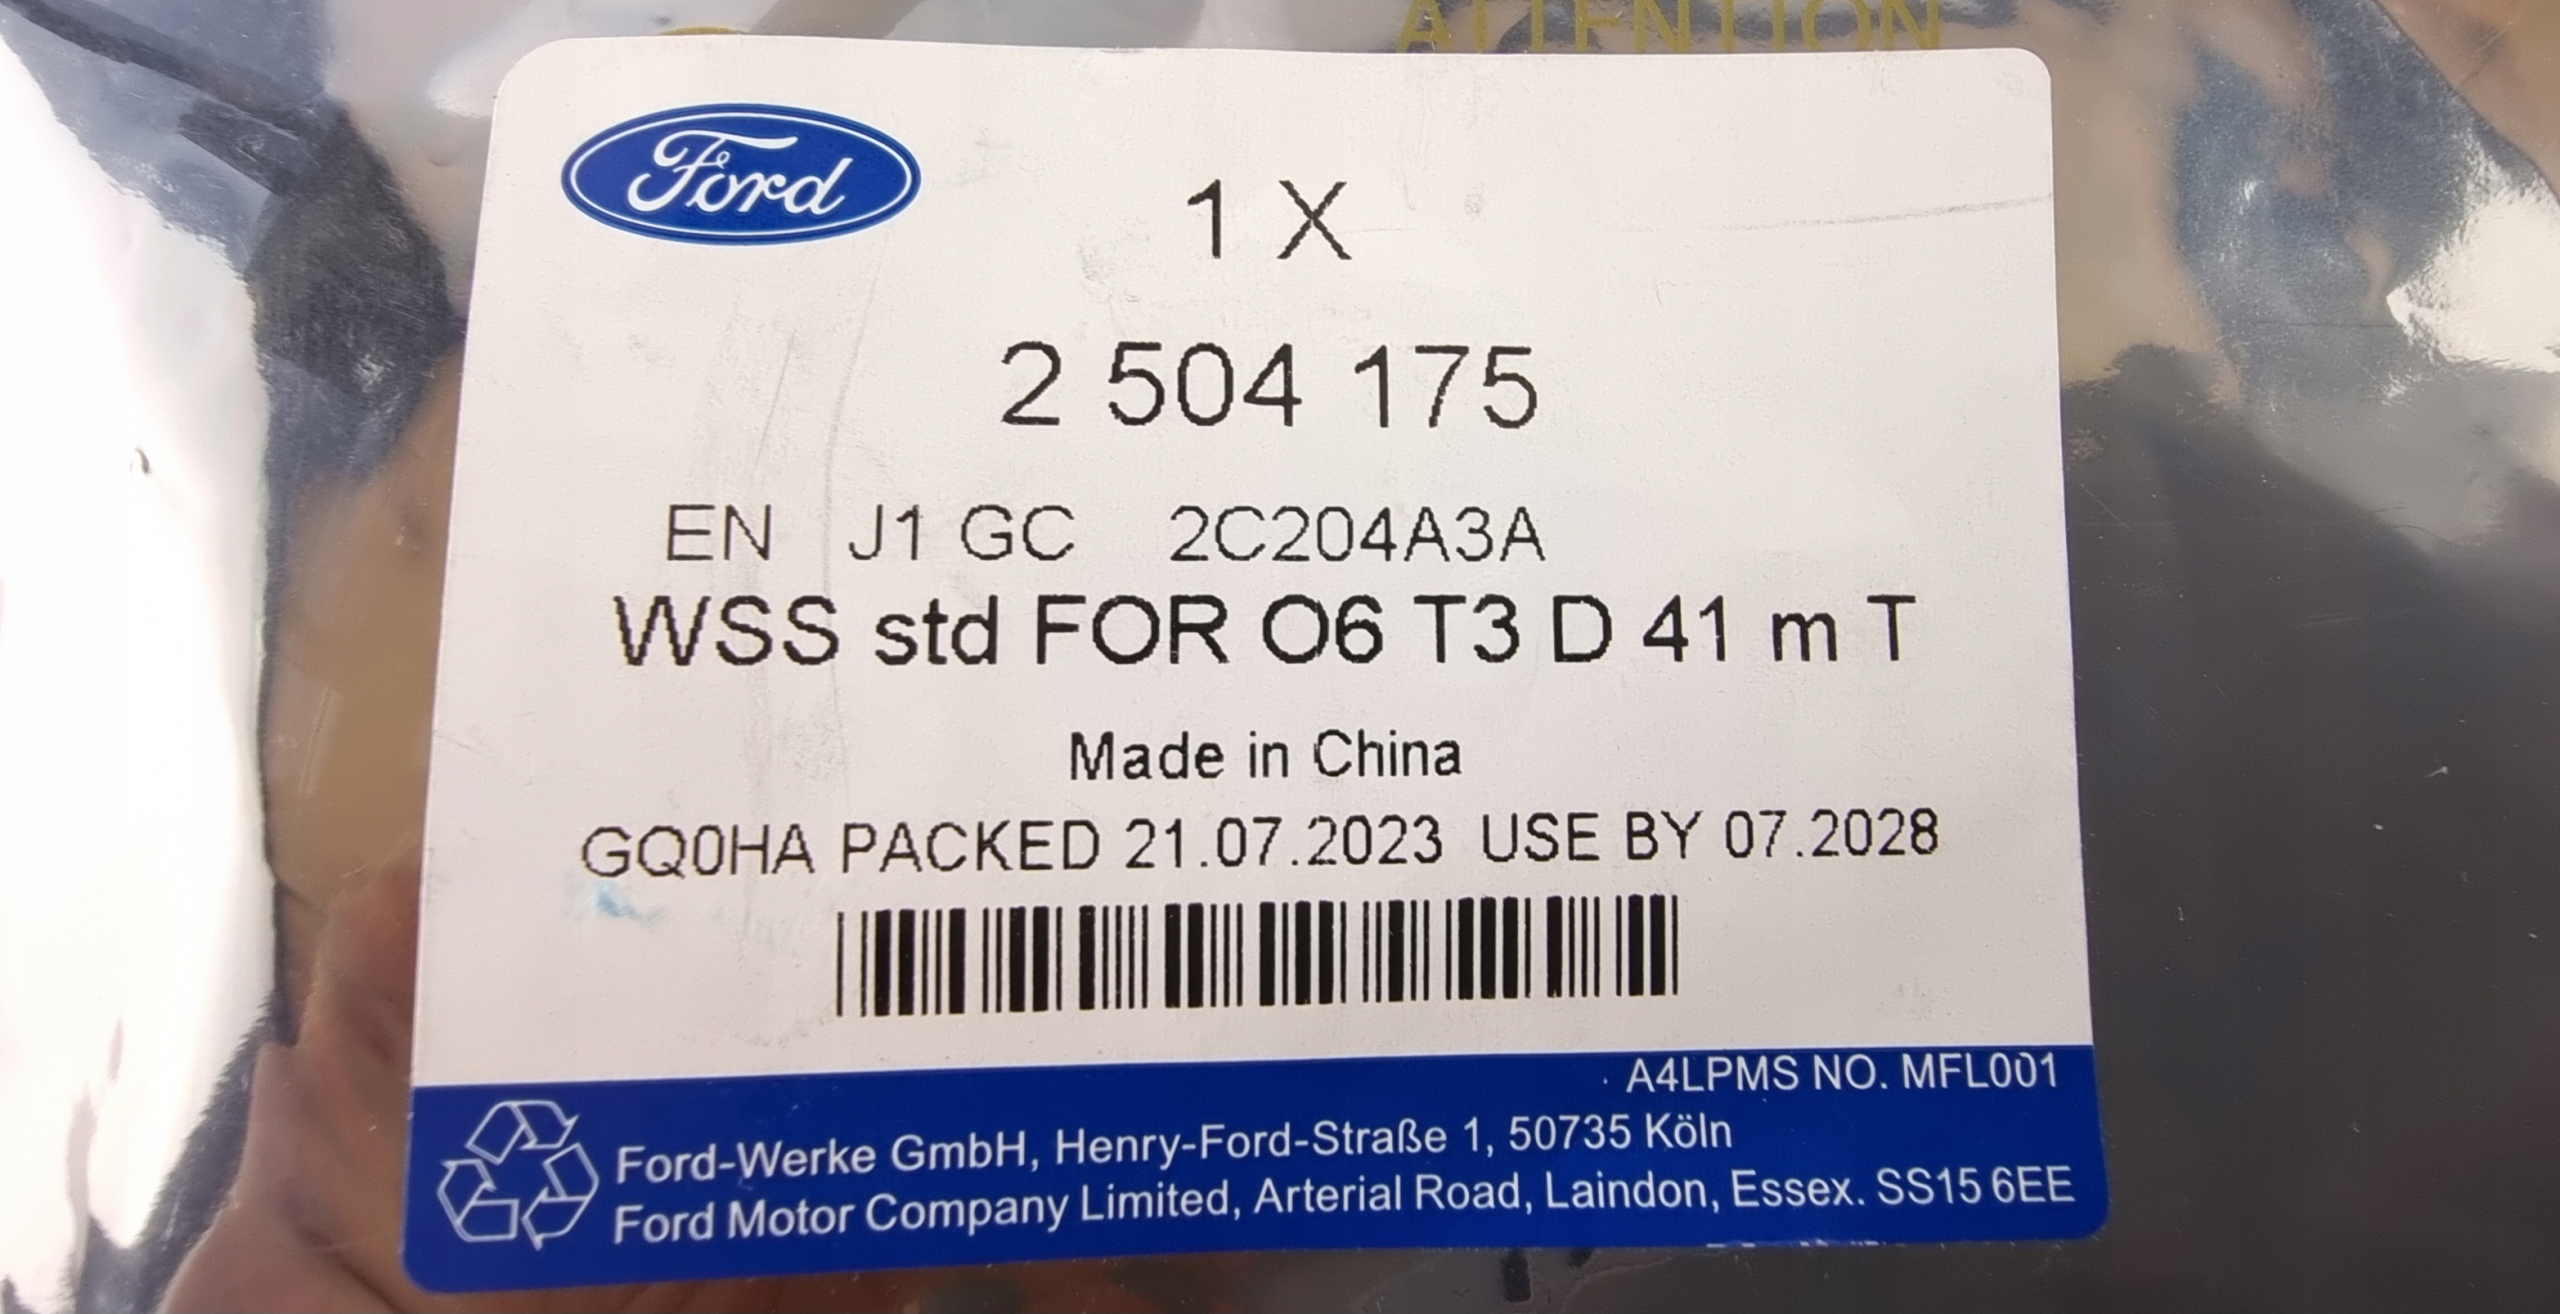 ATTENTION
Ford
1 X
2 504 175
EN J1 GC 2C204A3A
WSS std FOR O6 T3 D 41 m T
Made in China
GQ0HA PACKED 21.07.2023 USE BY 07.2028
A4LPMS NO. MFL001
Ford-Werke GmbH, Henry-Ford-Straße 1, 50735 Köln
Ford Motor Company Limited, Arterial Road, Laindon, Essex. SS15 6EE